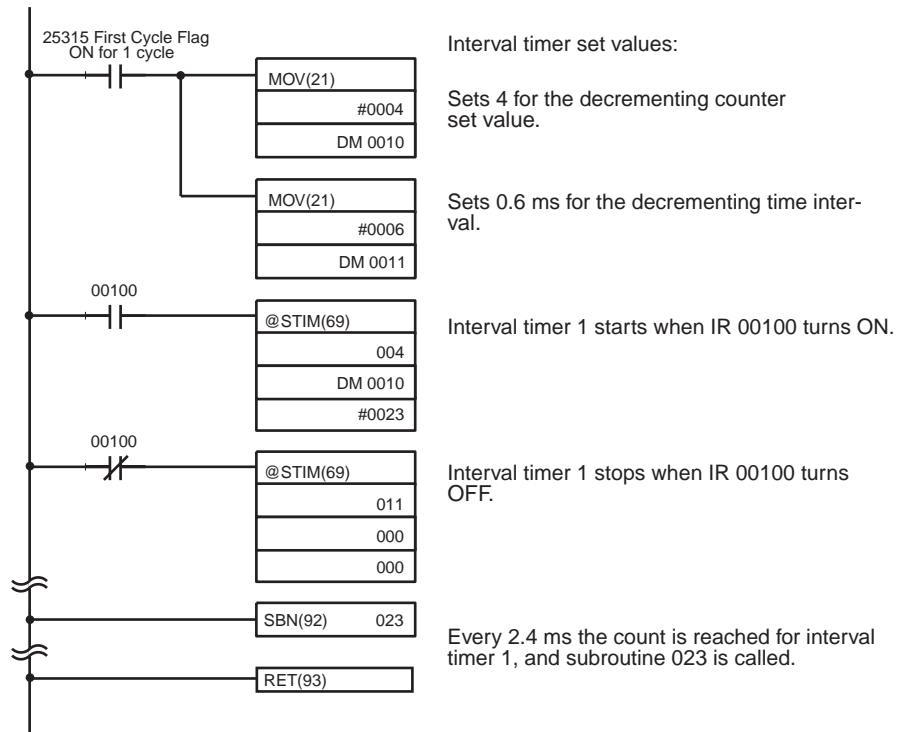 25315 First Cycle Flag
ON for 1 cycle
MOV(21)
#0004
DM 0010
Interval timer set values:
Sets 4 for the decrementing counter
set value.
MOV(21)
#0006
DM 0011
Sets 0.6 ms for the decrementing time inter-
val.
00100
@STIM(69)
004
DM 0010
#0023
Interval timer 1 starts when IR 00100 turns ON.
00100
@STIM(69)
011
000
000
Interval timer 1 stops when IR 00100 turns
OFF.
SBN(92) 023
RET(93)
Every 2.4 ms the count is reached for interval
timer 1, and subroutine 023 is called.